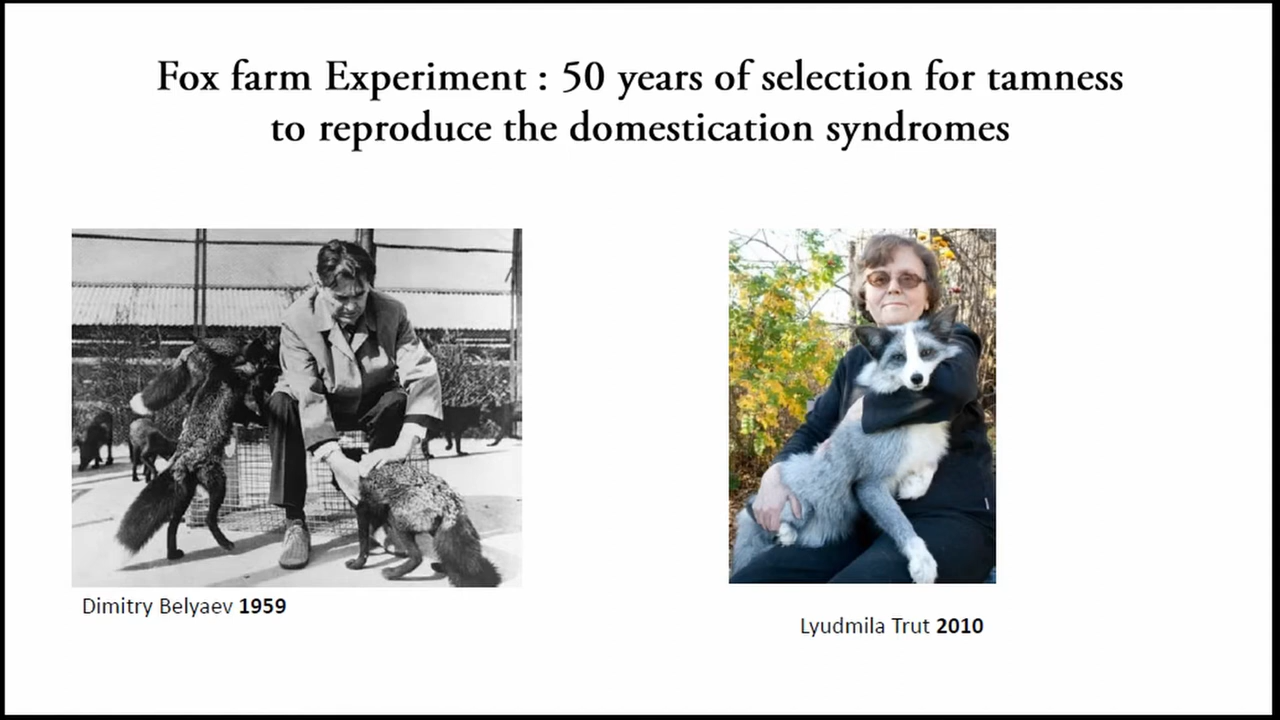 Fox farm Experiment : 50 years of selection for tamness
to reproduce the domestication syndromes
Dimitry Belyaev 1959
Lyudmila Trut 2010